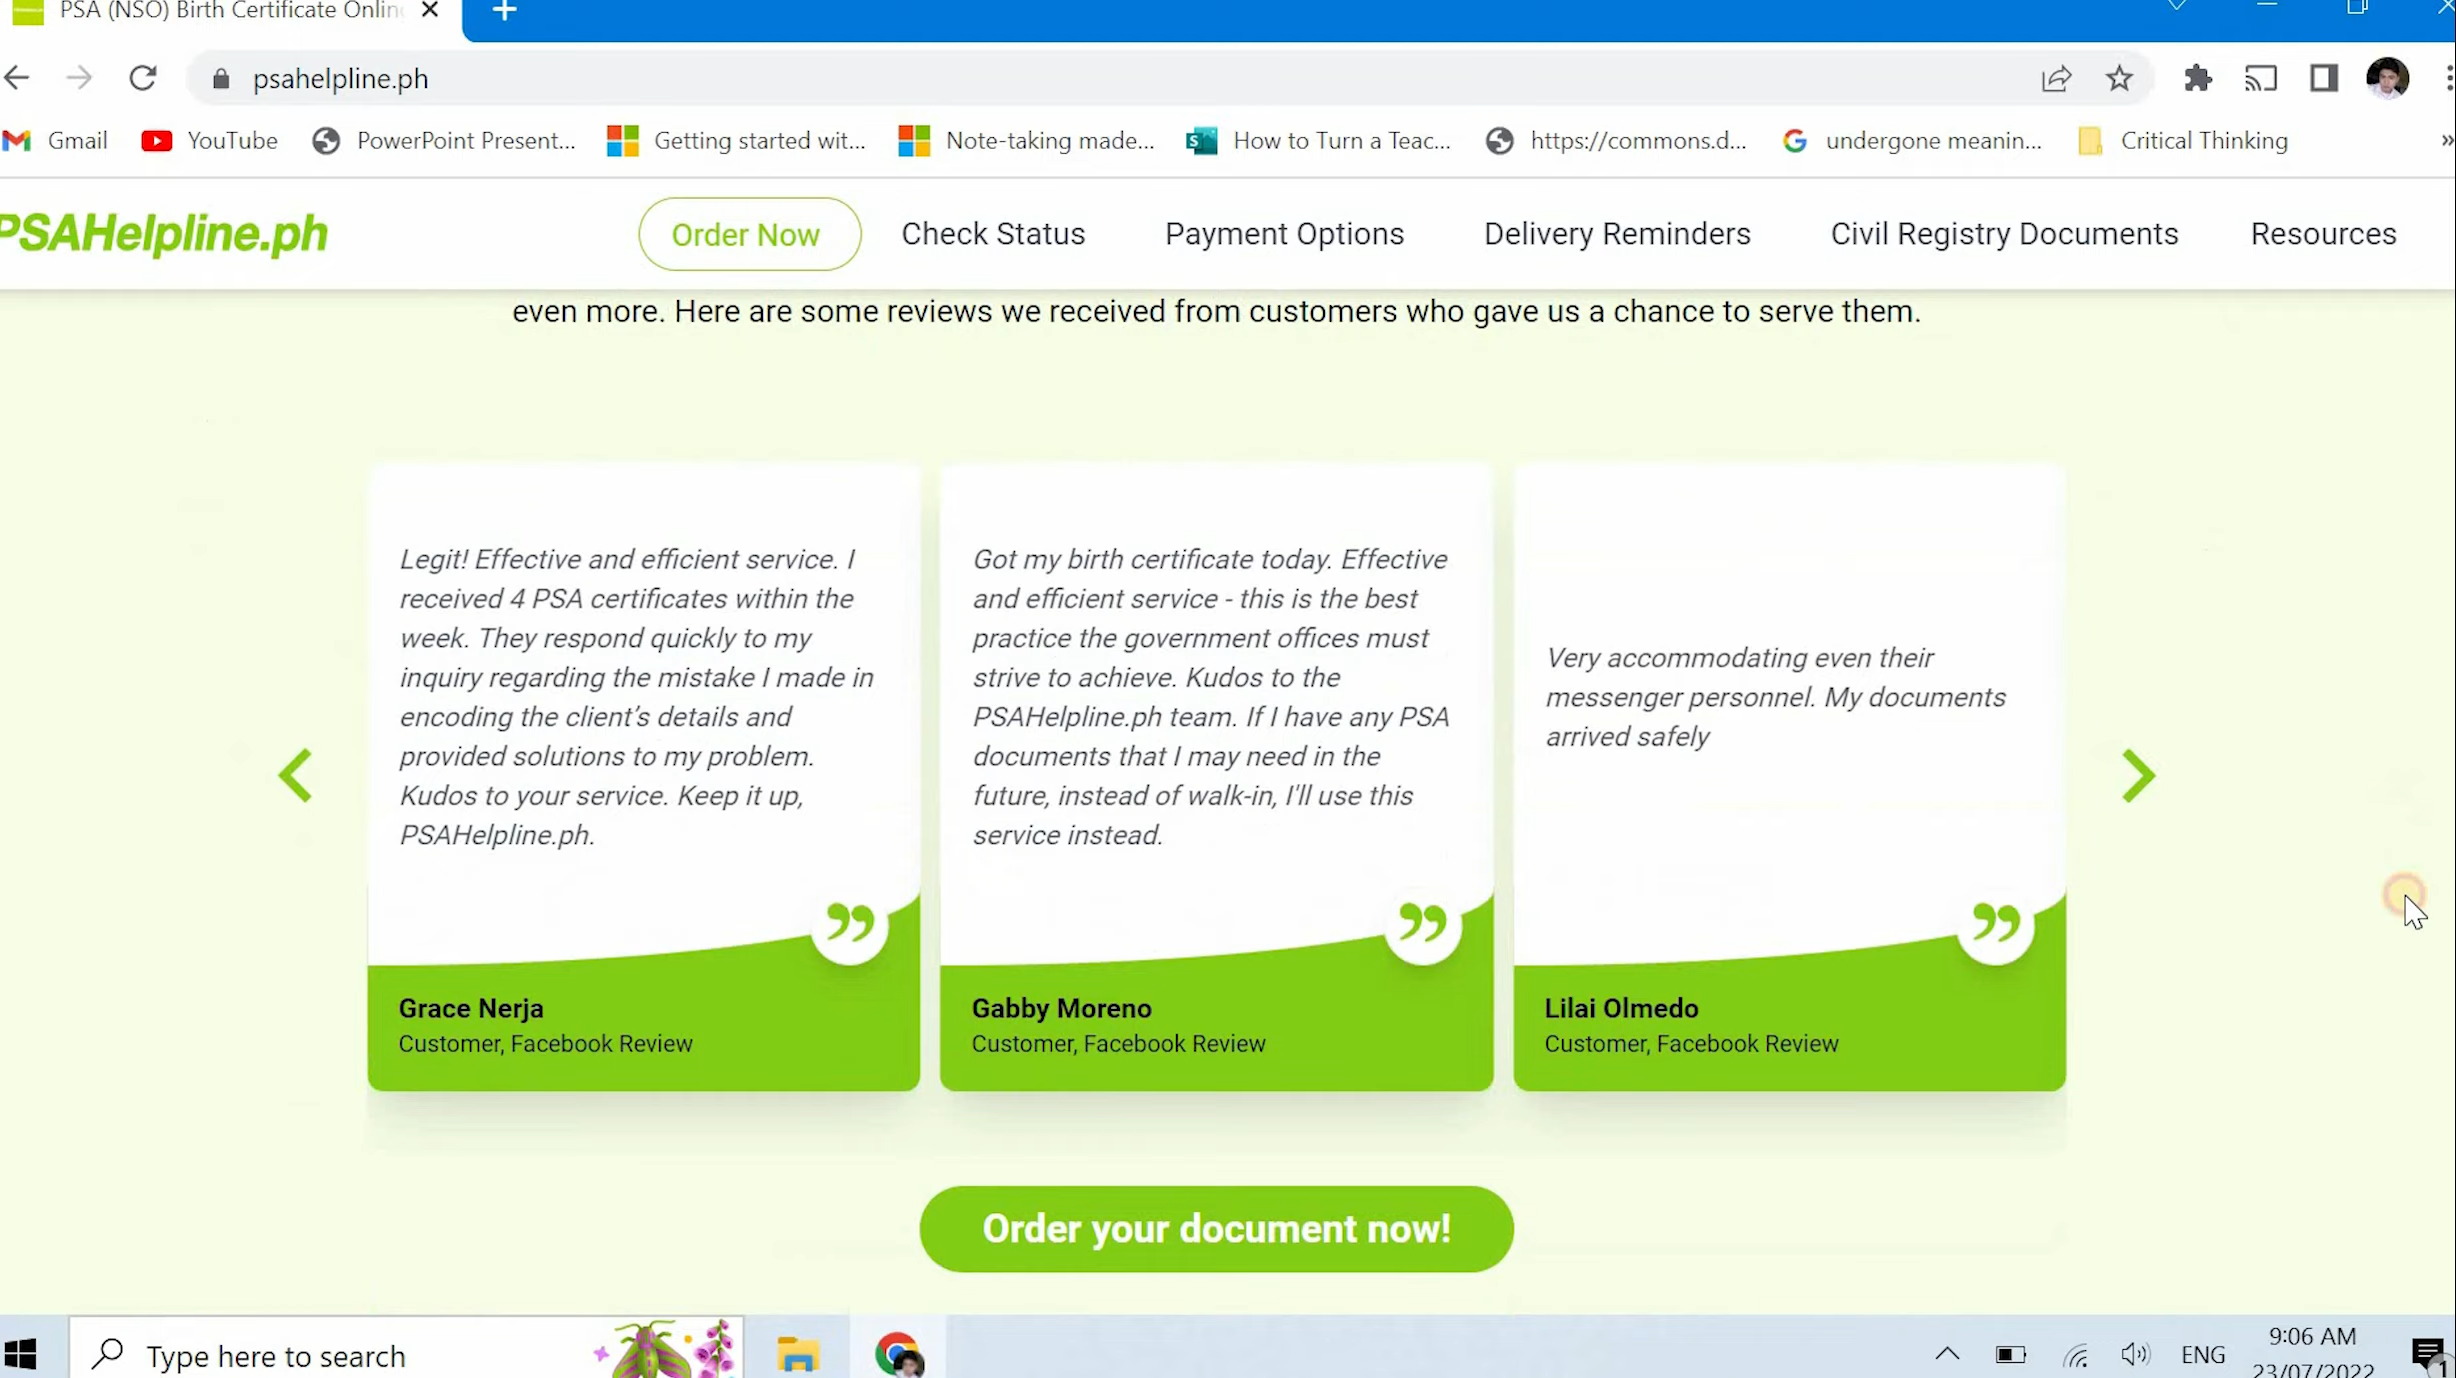 PSA (NSO) Birth Certificate Onlin
psahelpline.ph
Gmail
YouTube
PowerPoint Present...
Getting started wit...
Note-taking made...
How to Turn a Teac...
https://commons.d...
undergone meanin...
Critical Thinking
PSAHelpline.ph
Order Now
Check Status
Payment Options
Delivery Reminders
Civil Registry Documents
Resources
even more. Here are some reviews we received from customers who gave us a chance to serve them.
Legit! Effective and efficient service. I
received 4 PSA certificates within the
week. They respond quickly to my
inquiry regarding the mistake I made in
encoding the client's details and
provided solutions to my problem.
Kudos to your service. Keep it up,
PSAHelpline.ph.
Grace Nerja
Customer, Facebook Review
Got my birth certificate today. Effective
and efficient service - this is the best
practice the government offices must
strive to achieve. Kudos to the
PSAHelpline.ph team. If I have any PSA
documents that I may need in the
future, instead of walk-in, I'll use this
service instead.
Gabby Moreno
Customer, Facebook Review
Very accommodating even their
messenger personnel. My documents
arrived safely
Lilai Olmedo
Customer, Facebook Review
Order your document now!
Type here to search
ENG
9:06 AM
23/07/2022
1